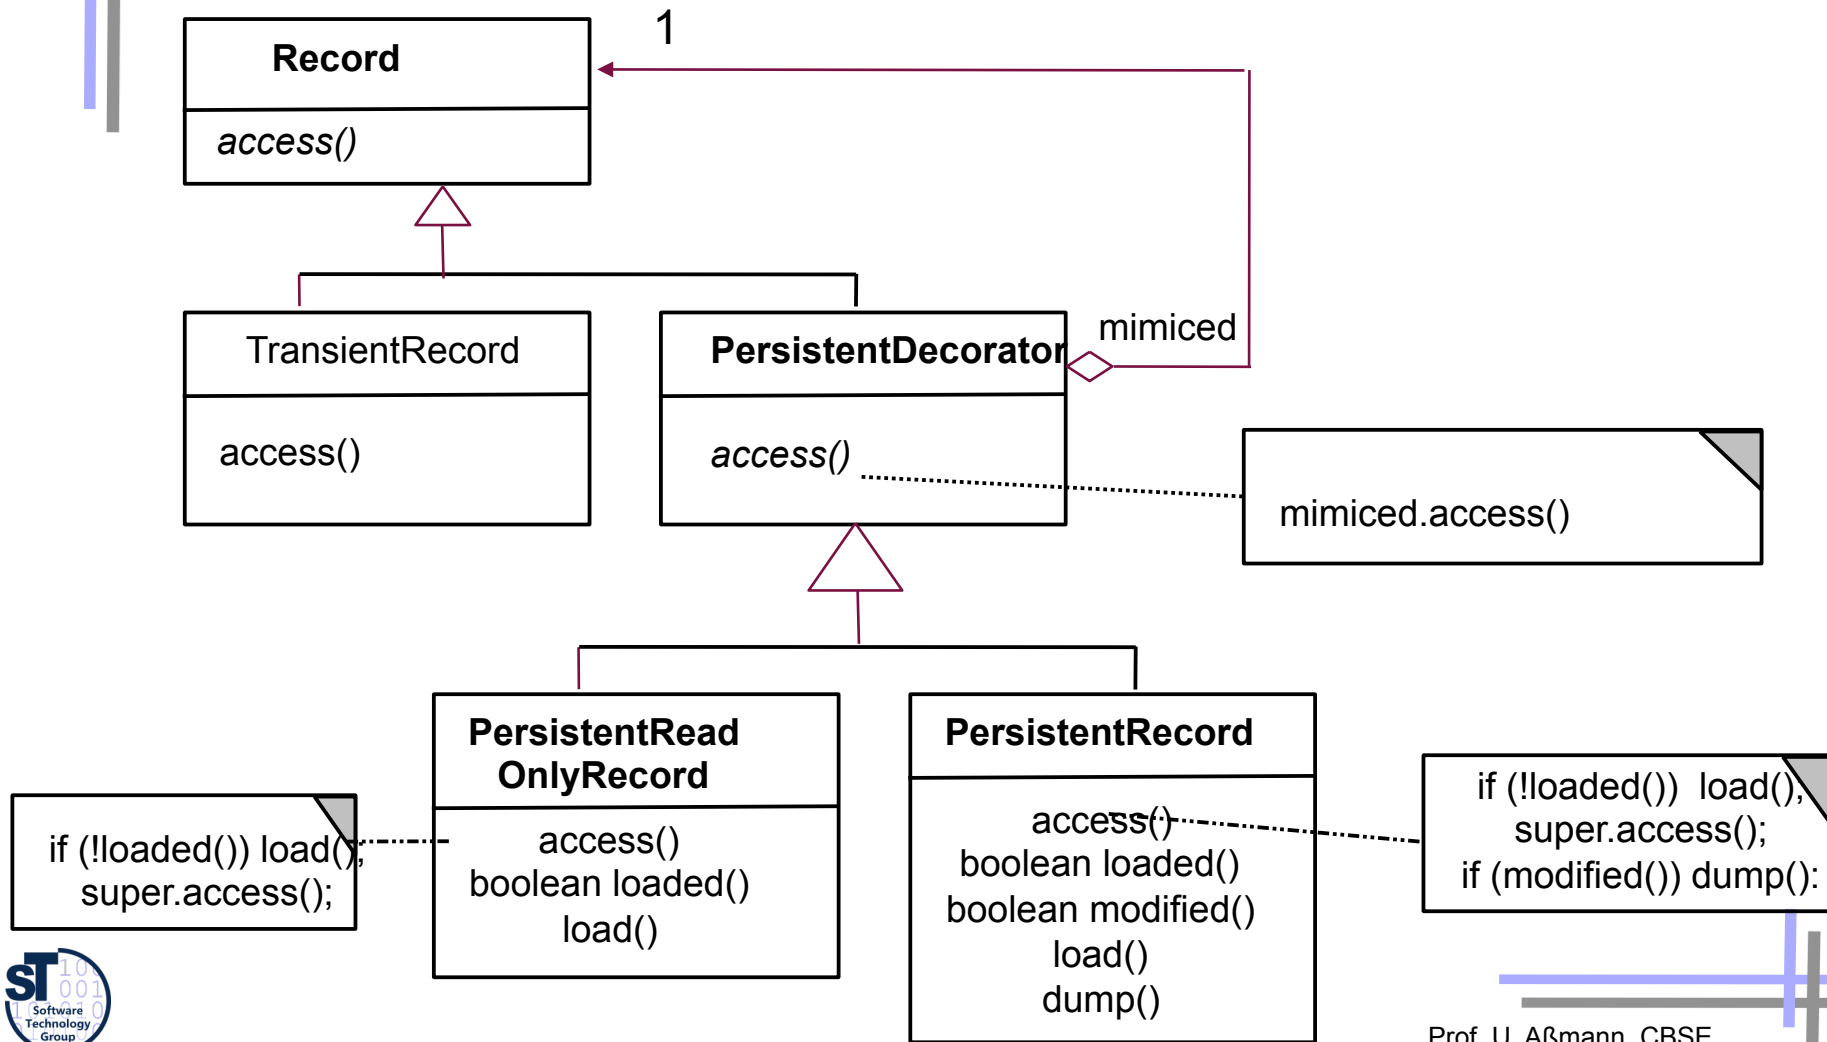 1
Record
access()
TransientRecord
access()
PersistentDecorator
mimiced
access()
mimiced.access()
PersistentRead
OnlyRecord
access()
boolean loaded()
load()
PersistentRecord
access()
boolean loaded()
boolean modified()
load()
dump()
if (!loaded()) load();
super.access();
if (!loaded())  load();
super.access();
if (modified()) dump():
ST
Software
Technology
Group
Prof. U. Aßmann, CBSE